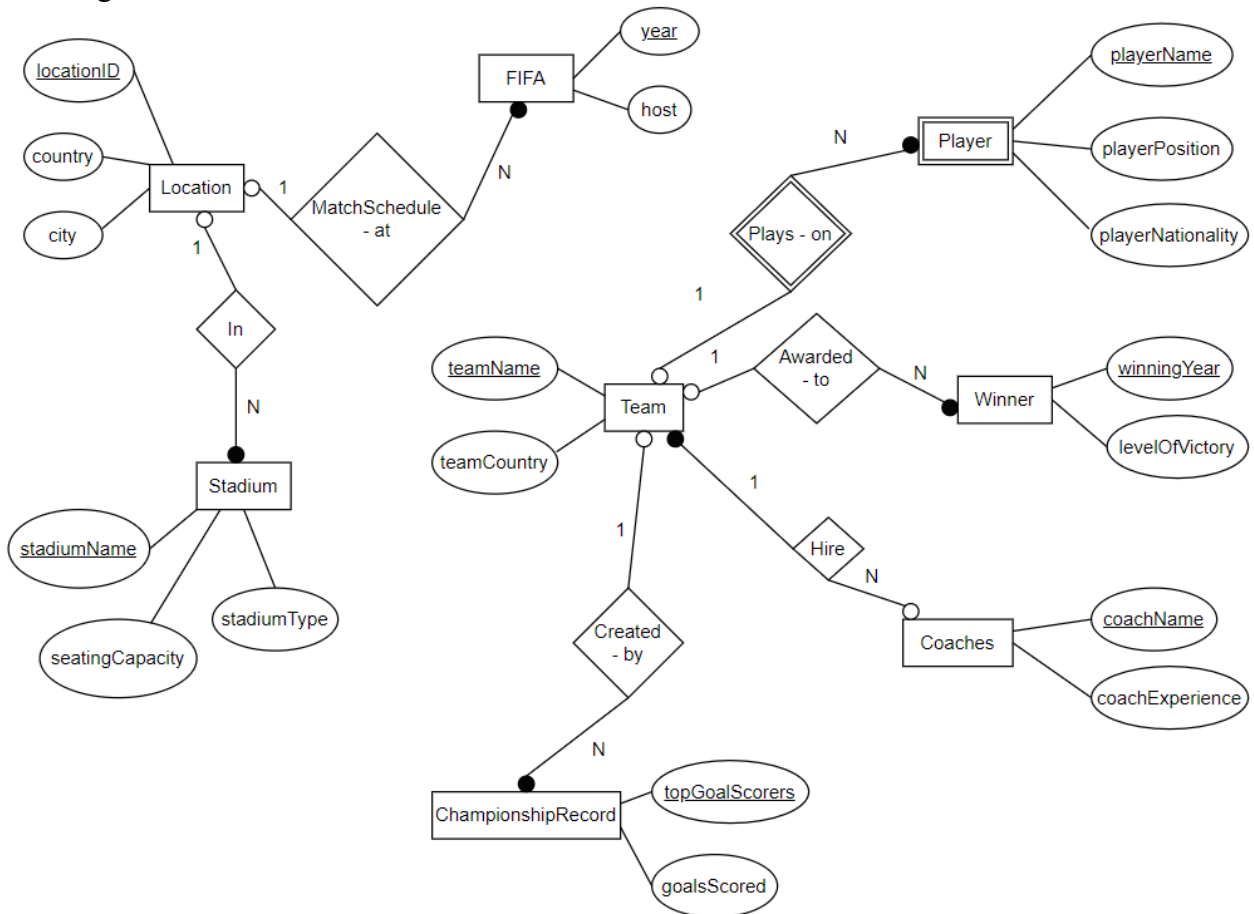 year
locationID
FIFA
playerName
host
country
N
Player
playerPosition
Location
1
N
MatchSchedule
- at
city
Plays - on
playerNationality
1
1
In
1
Awarded
- to
teamName
winningYear
N
Winner
Team
N
teamCountry
levelOfVictory
1
Stadium
1
stadiumName
Hire
N
stadiumType
coachName
Created
- by
Coaches
seatingCapacity
coachExperience
N
topGoalScorers
ChampionshipRecord
goalsScored